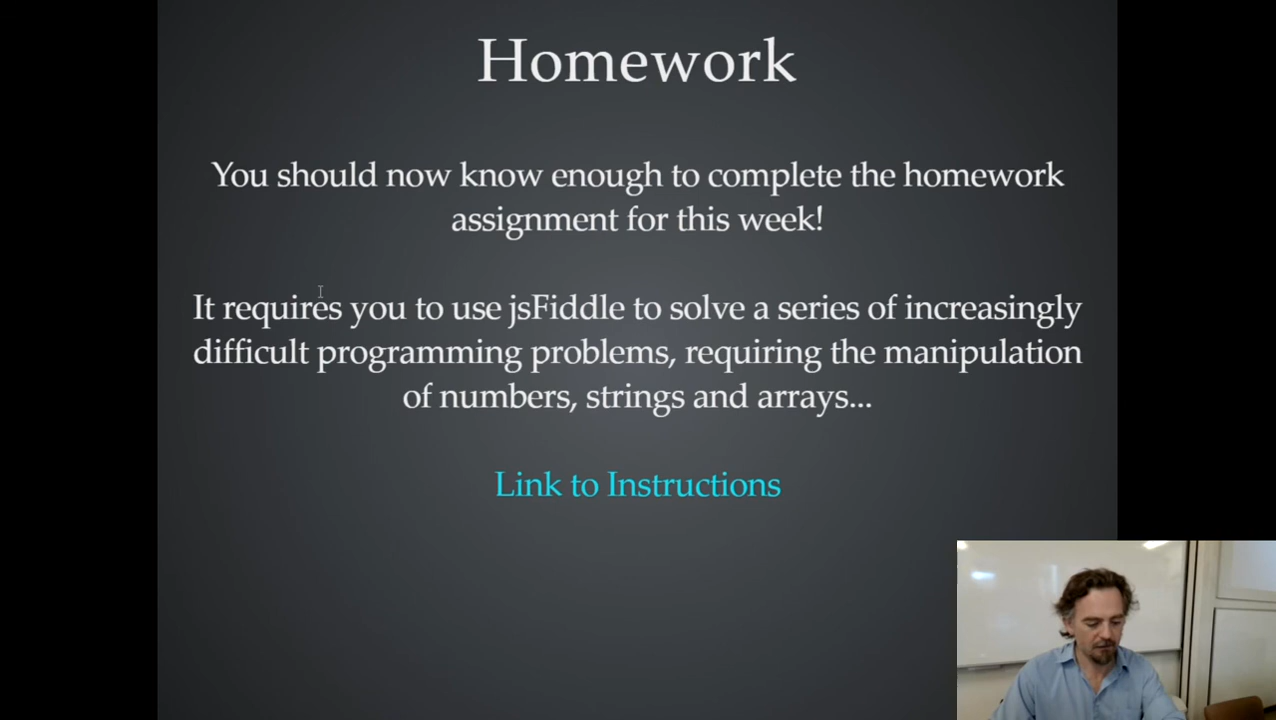 Homework
You should now know enough to complete the homework
assignment for this week!
It requires you to use jsFiddle to solve a series of increasingly
difficult programming problems, requiring the manipulation
of numbers, strings and arrays...
Link to Instructions